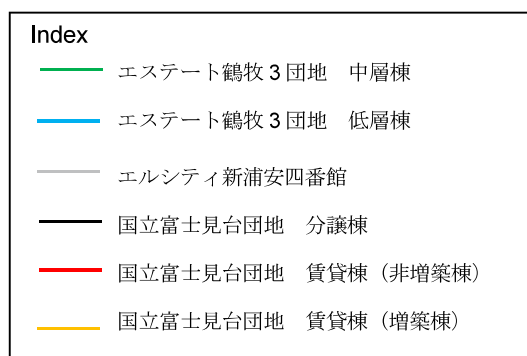 Index
エステート鶴牧 3 団地　中層棟
エステート鶴牧 3 団地　低層棟
エルシティ新浦安四番館
国立富士見台団地　分譲棟
国立富士見台団地　賃貸棟（非増築棟）
国立富士見台団地　賃貸棟（増築棟）